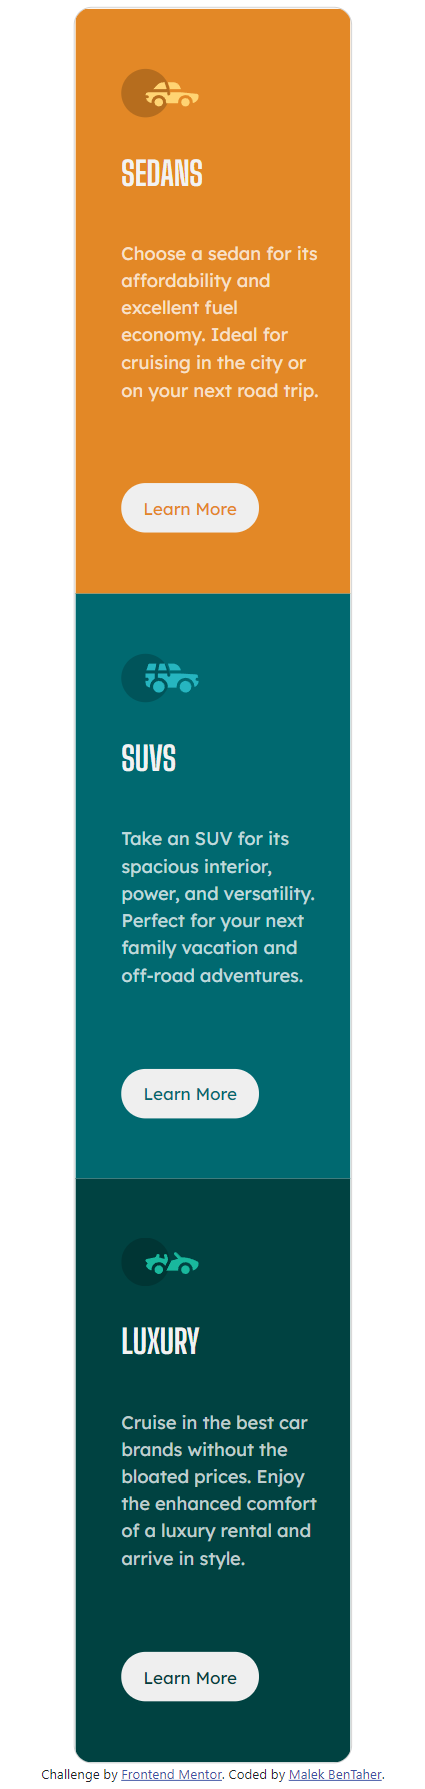 SEDANS
Choose a sedan for its
affordability and
excellent fuel
economy. Ideal for
cruising in the city or
on your next road trip.
Learn More
SUVS
Take an SUV for its
spacious interior,
power, and versatility.
Perfect for your next
family vacation and
off-road adventures.
Learn More
LUXURY
Cruise in the best car
brands without the
bloated prices. Enjoy
the enhanced comfort
of a luxury rental and
arrive in style.
Learn More
Challenge by Frontend Mentor. Coded by Malek BenTaher.